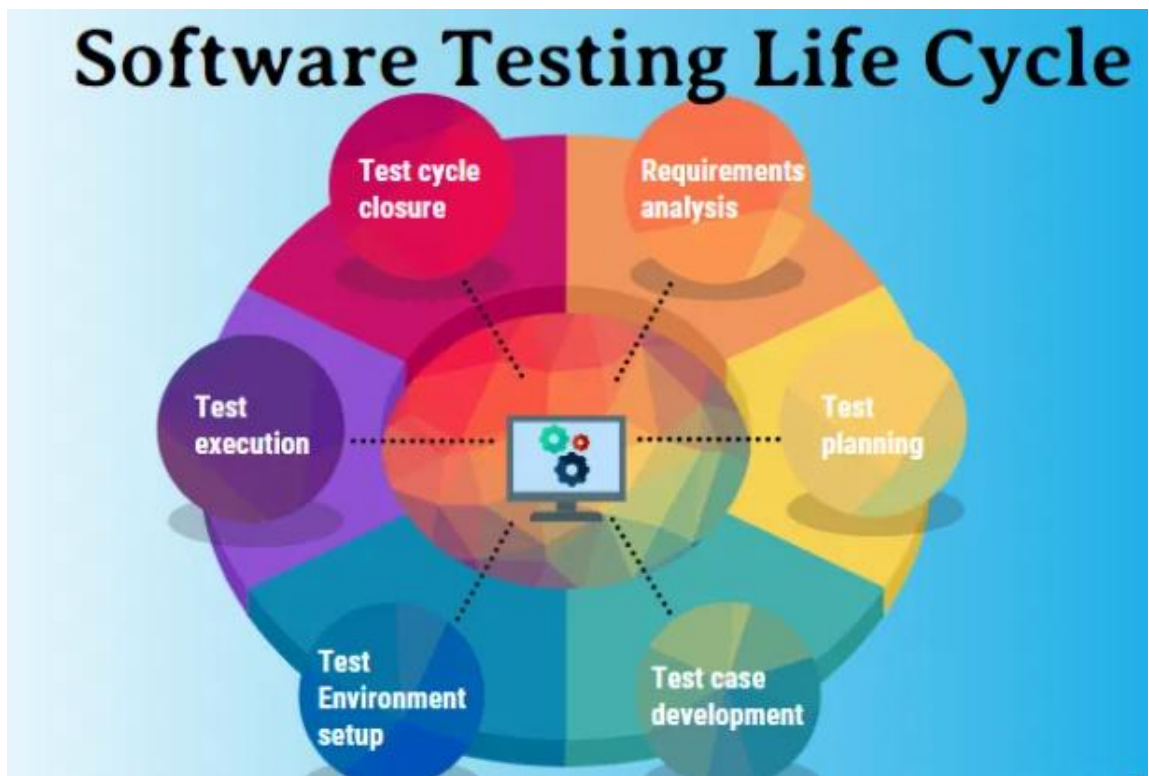 Software Testing Life Cycle
Test cycle
closure
Requirements
analysis
Test
execution
Test
planning
Test
Environment
setup
Test case
development